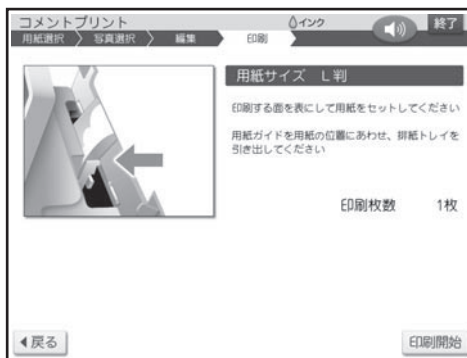 コメントプリント
インク
終了
用紙選択 写真選択 編集 印刷
用紙サイズ L判
印刷する面を表にして用紙をセットしてください
用紙ガイドを用紙の位置にあわせ、排紙トレイを
引き出してください
印刷枚数 1枚
戻る
印刷開始